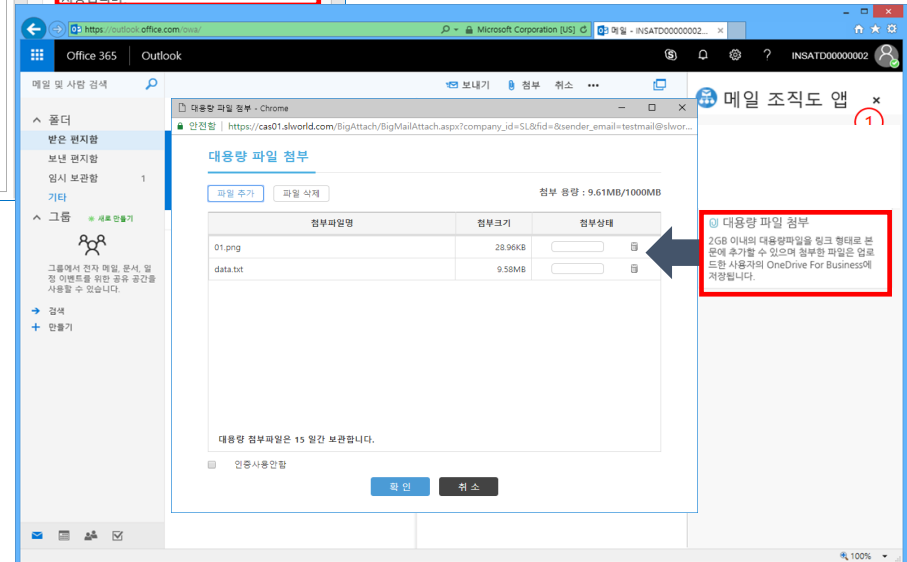 https://outlook.office.com/owa/
Microsoft Corporation [US]
메일 - INSATD00000002...
Office 365
Outlook
INSATD00000002
메일 및 사람 검색
보내기
첨부
취소
폴더
받은 편지함
보낸 편지함
임시 보관함 1
기타
그룹
새로 만들기
그룹에서 전자 메일, 문서, 일
정 이벤트를 위한 공유 공간을
사용할 수 있습니다.
검색
만들기
대용량 파일 첨부 - Chrome
안전함 | https://cas01.slworld.com/BigAttach/BigMailAttach.aspx?company_id=SL&fid=&sender_email=testmail@slwor...
대용량 파일 첨부
파일 추가
파일 삭제
첨부 용량 : 9.61MB/1000MB
첨부파일명 첨부크기 첨부상태
01.png 28.96KB
data.txt 9.58MB
대용량 첨부파일은 15 일간 보관합니다.
인증사용안함
확 인
취 소
메일 조직도 앱
1
대용량 파일 첨부
2GB 이내의 대용량파일을 링크 형태로 본
문에 추가할 수 있으며 첨부한 파일은 업로
드한 사용자의 OneDrive For Business에
저장됩니다.
100%